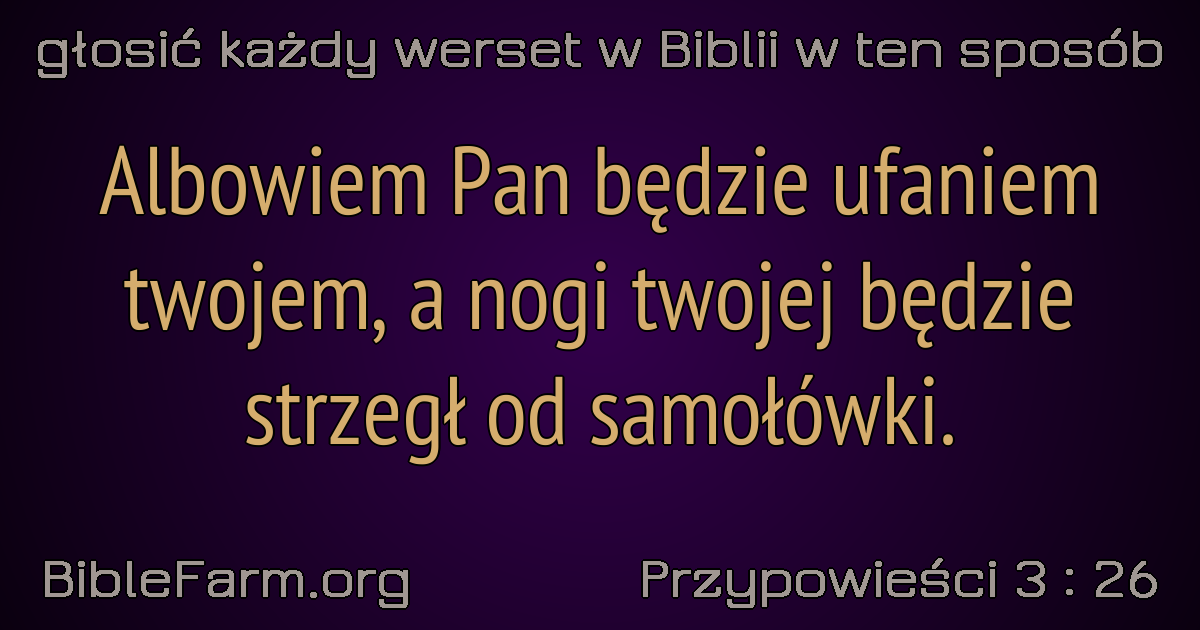 głosić każdy werset w Biblii w ten sposób
Albowiem Pan będzie ufaniem
twojem, a nogi twojej będzie
strzegł od samołówki.
BibleFarm.org
Przypowieści 3 : 26